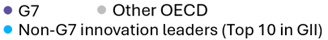 G7 Other OECD
Non-G7 innovation leaders (Top 10 in GII)